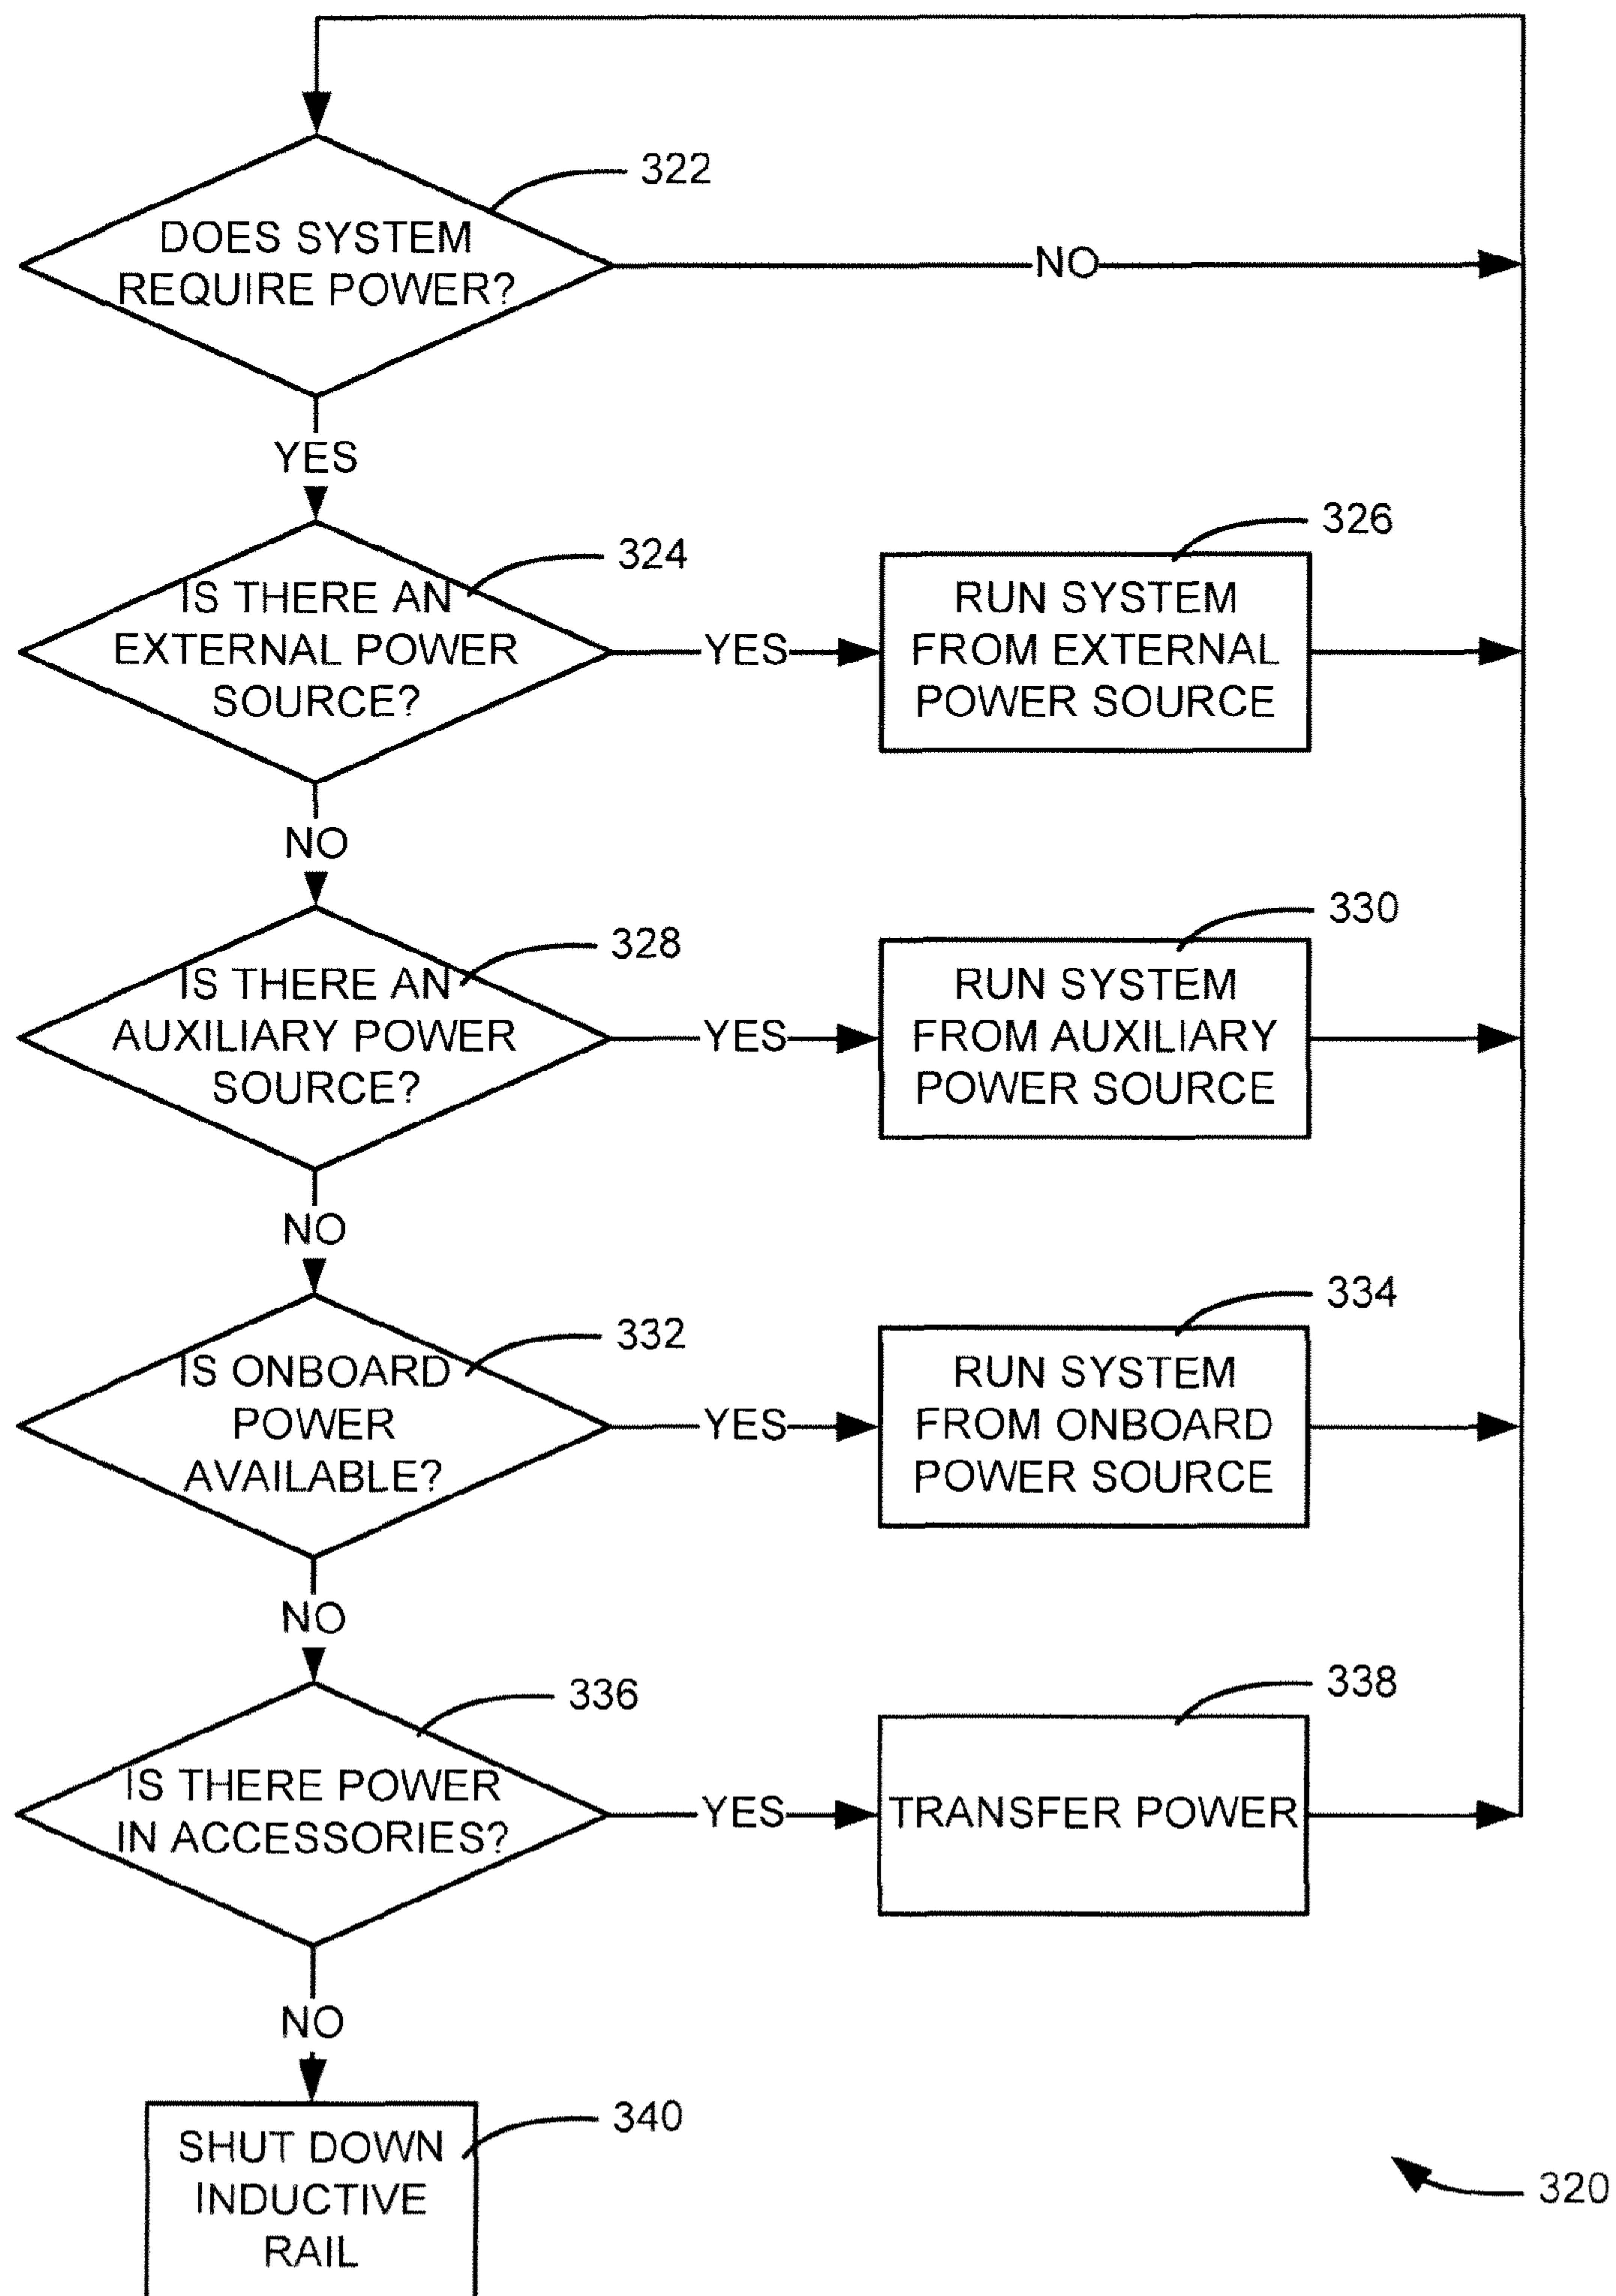 322
DOES SYSTEM
REQUIRE POWER?
NO
YES
324
IS THERE AN
EXTERNAL POWER
SOURCE?
YES
326
RUN SYSTEM
FROM EXTERNAL
POWER SOURCE
NO
328
IS THERE AN
AUXILIARY POWER
SOURCE?
YES
330
RUN SYSTEM
FROM AUXILIARY
POWER SOURCE
NO
332
IS ONBOARD
POWER
AVAILABLE?
YES
334
RUN SYSTEM
FROM ONBOARD
POWER SOURCE
NO
336
IS THERE POWER
IN ACCESSORIES?
YES
338
TRANSFER POWER
NO
340
SHUT DOWN
INDUCTIVE
RAIL
320